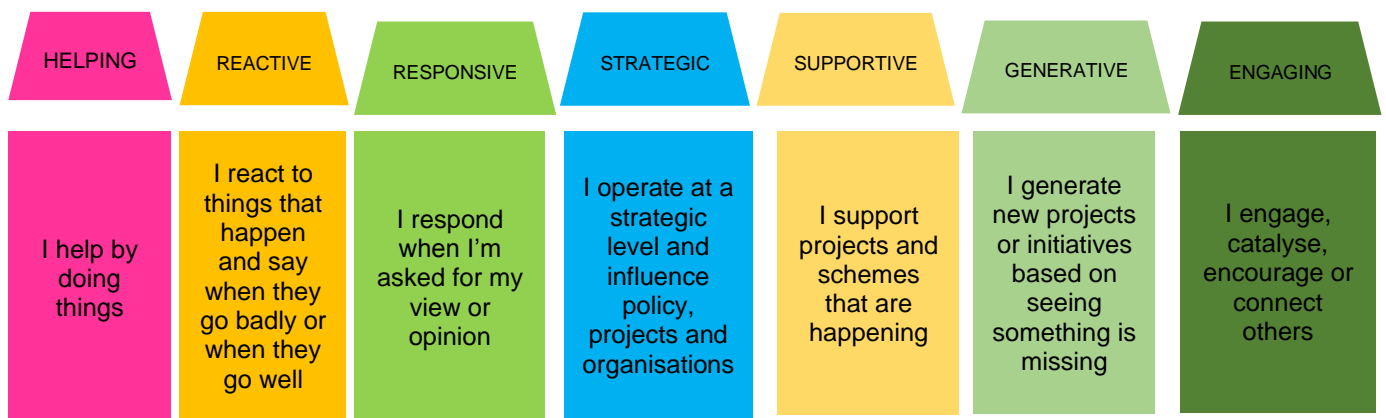 HELPING
REACTIVE
RESPONSIVE
STRATEGIC
SUPPORTIVE
GENERATIVE
ENGAGING
I help by
doing
things
I react to
things that
happen
and say
when they
go badly or
when they
go well
I respond
when I’m
asked for my
view or
opinion
I operate at a
strategic
level and
influence
policy,
projects and
organisations
I support
projects and
schemes
that are
happening
I generate
new projects
or initiatives
based on
seeing
something is
missing
I engage,
catalyse,
encourage or
connect
others